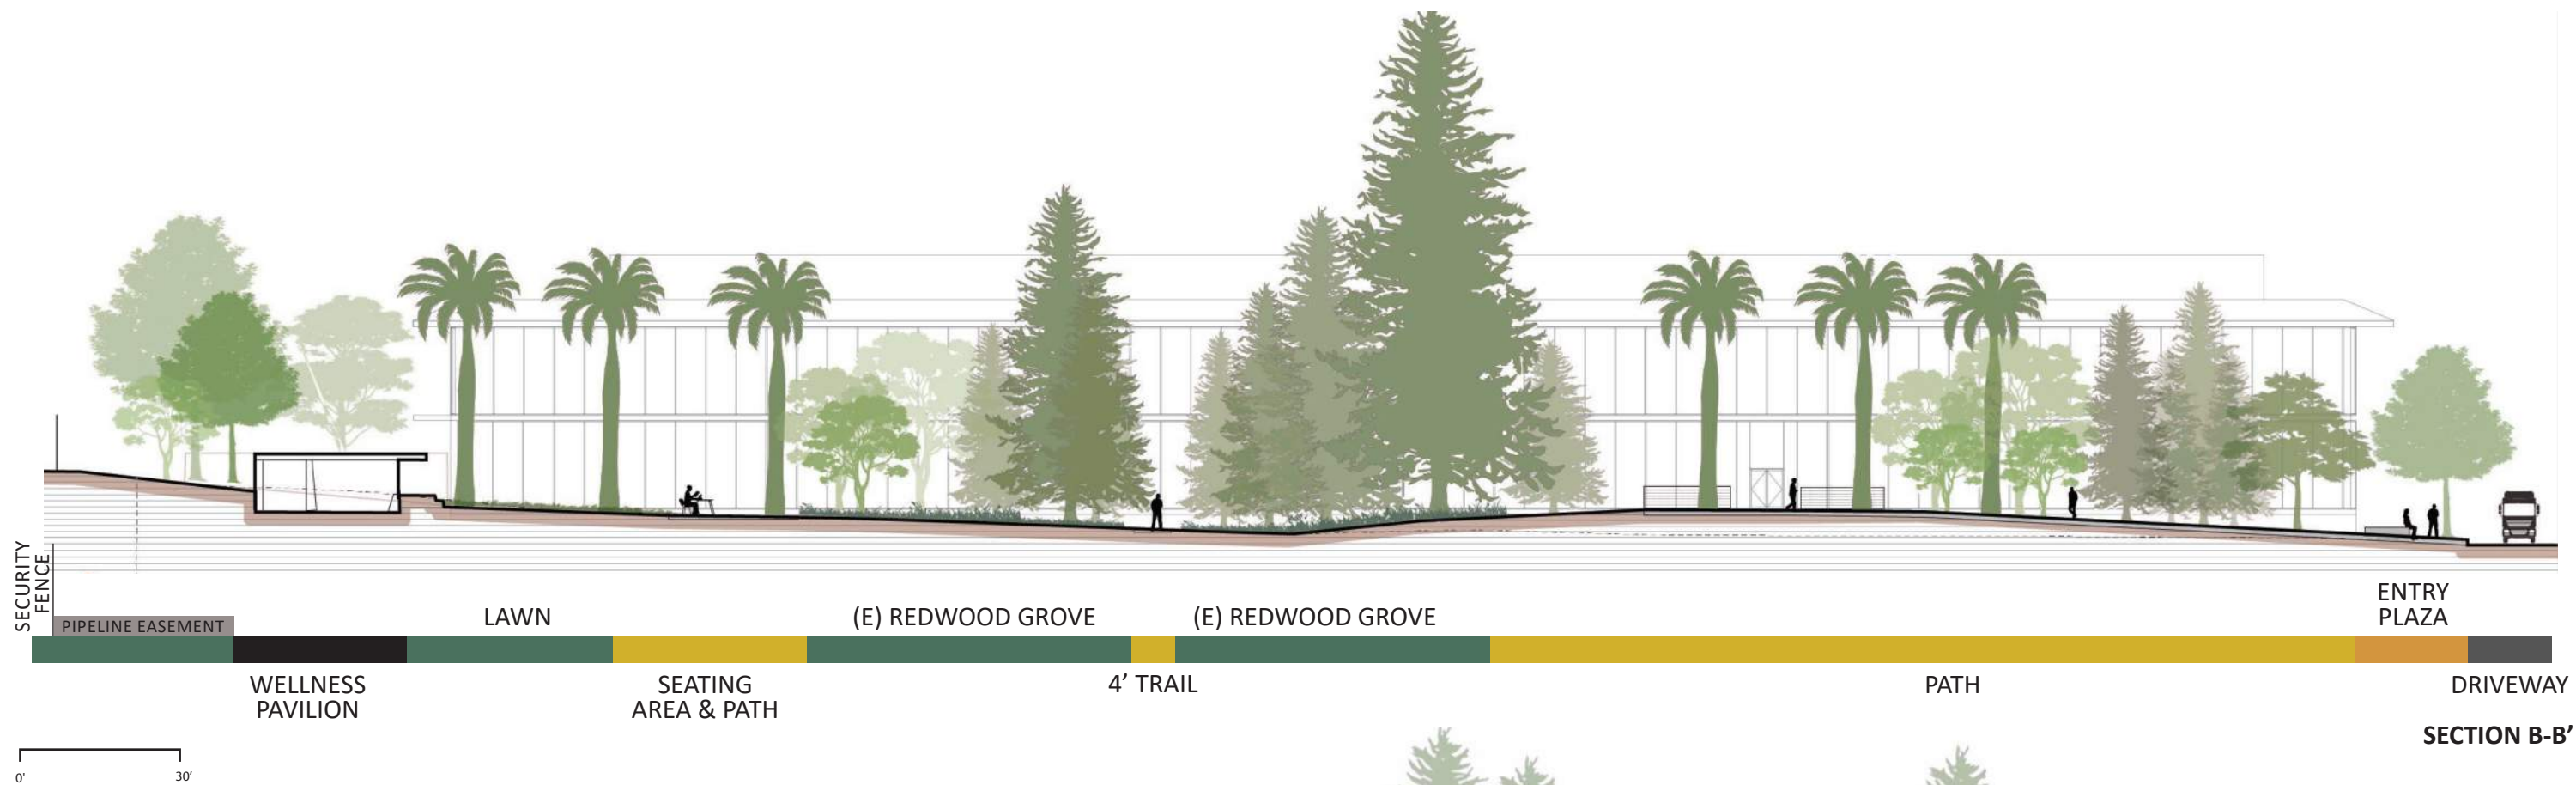 SECURITY
FENCE
PIPELINE EASEMENT
LAWN
(E) REDWOOD GROVE
(E) REDWOOD GROVE
ENTRY
PLAZA
WELLNESS
PAVILION
SEATING
AREA & PATH
4’ TRAIL
PATH
DRIVEWAY
SECTION B-B’
0'
30'